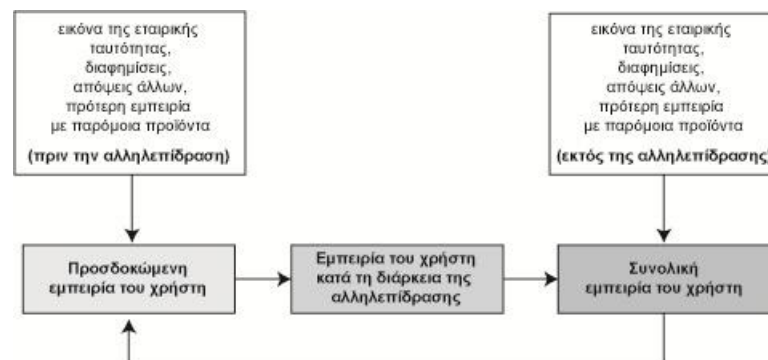 εικόνα της εταιρικής
ταυτότητας,
διαφημίσεις,
απόψεις άλλων,
πρότερη εμπειρία
με παρόμοια προϊόντα
(πριν την αλληλεπίδραση)
εικόνα της εταιρικής
ταυτότητας,
διαφημίσεις,
απόψεις άλλων,
πρότερη εμπειρία
με παρόμοια προϊόντα
(εκτός της αλληλεπίδρασης)
Προσδοκώμενη
εμπειρία του χρήστη
Εμπειρία του χρήστη
κατά τη διάρκεια της
αλληλεπίδρασης
Συνολική
εμπειρία του χρήστη